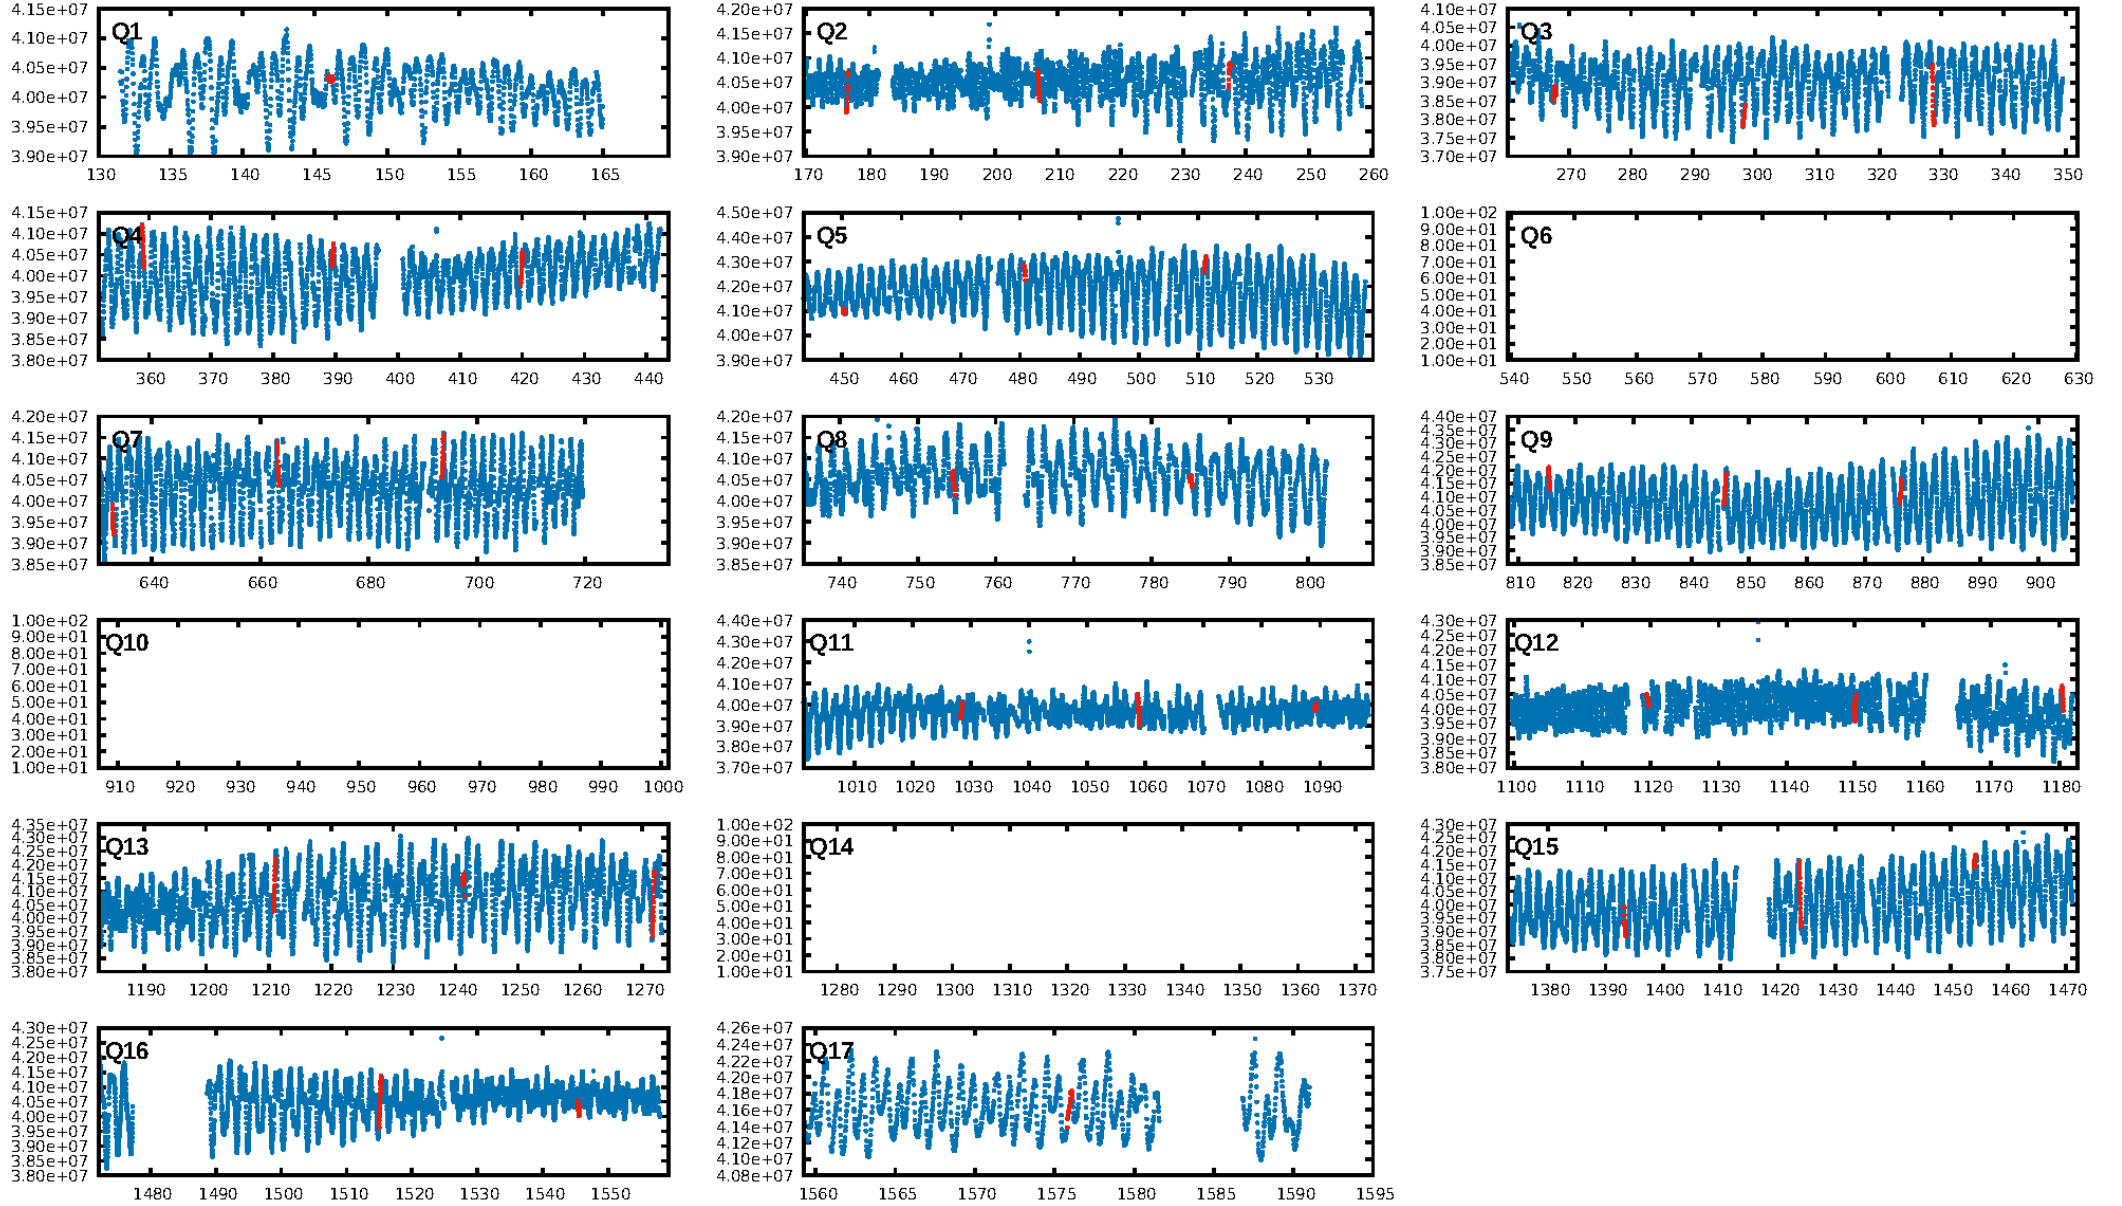 Q1
4.15e+07
4.10e+07
4.05e+07
4.00e+07
3.95e+07
3.90e+07
130 135 140 145 150 155 160 165
Q2
4.20e+07
4.15e+07
4.10e+07
4.05e+07
4.00e+07
3.95e+07
3.90e+07
170 180 190 200 210 220 230 240 250 260
Q3
4.10e+07
4.05e+07
4.00e+07
3.95e+07
3.90e+07
3.85e+07
3.80e+07
3.75e+07
3.70e+07
270 280 290 300 310 320 330 340 350
Q4
4.15e+07
4.10e+07
4.05e+07
4.00e+07
3.95e+07
3.90e+07
3.85e+07
3.80e+07
360 370 380 390 400 410 420 430 440
Q5
4.50e+07
4.40e+07
4.30e+07
4.20e+07
4.10e+07
4.00e+07
3.90e+07
450 460 470 480 490 500 510 520 530
Q6
1.00e+02
9.00e+01
8.00e+01
7.00e+01
6.00e+01
5.00e+01
4.00e+01
3.00e+01
2.00e+01
1.00e+01
540 550 560 570 580 590 600 610 620 630
Q7
4.20e+07
4.15e+07
4.10e+07
4.05e+07
4.00e+07
3.95e+07
3.90e+07
3.85e+07
640 660 680 700 720
Q8
4.20e+07
4.15e+07
4.10e+07
4.05e+07
4.00e+07
3.95e+07
3.90e+07
3.85e+07
740 750 760 770 780 790 800
Q9
4.40e+07
4.35e+07
4.30e+07
4.25e+07
4.20e+07
4.15e+07
4.10e+07
4.05e+07
4.00e+07
3.95e+07
3.90e+07
3.85e+07
810 820 830 840 850 860 870 880 890 900
Q10
1.00e+02
9.00e+01
8.00e+01
7.00e+01
6.00e+01
5.00e+01
4.00e+01
3.00e+01
2.00e+01
1.00e+01
910 920 930 940 950 960 970 980 990 1000
Q11
4.40e+07
4.30e+07
4.20e+07
4.10e+07
4.00e+07
3.90e+07
3.80e+07
3.70e+07
1010 1020 1030 1040 1050 1060 1070 1080 1090
Q12
4.30e+07
4.25e+07
4.20e+07
4.15e+07
4.10e+07
4.05e+07
4.00e+07
3.95e+07
3.90e+07
3.85e+07
3.80e+07
1100 1110 1120 1130 1140 1150 1160 1170 1180
Q13
4.35e+07
4.30e+07
4.25e+07
4.20e+07
4.15e+07
4.10e+07
4.05e+07
4.00e+07
3.95e+07
3.90e+07
3.85e+07
3.80e+07
1190 1200 1210 1220 1230 1240 1250 1260 1270
Q14
1.00e+02
9.00e+01
8.00e+01
7.00e+01
6.00e+01
5.00e+01
4.00e+01
3.00e+01
2.00e+01
1.00e+01
1280 1290 1300 1310 1320 1330 1340 1350 1360 1370
Q15
4.30e+07
4.25e+07
4.20e+07
4.15e+07
4.10e+07
4.05e+07
4.00e+07
3.95e+07
3.90e+07
3.85e+07
3.80e+07
3.75e+07
1380 1390 1400 1410 1420 1430 1440 1450 1460 1470
Q16
4.30e+07
4.25e+07
4.20e+07
4.15e+07
4.10e+07
4.05e+07
4.00e+07
3.95e+07
3.90e+07
3.85e+07
3.80e+07
1480 1490 1500 1510 1520 1530 1540 1550
Q17
4.26e+07
4.24e+07
4.22e+07
4.20e+07
4.18e+07
4.16e+07
4.14e+07
4.12e+07
4.10e+07
4.08e+07
1560 1565 1570 1575 1580 1585 1590 1595